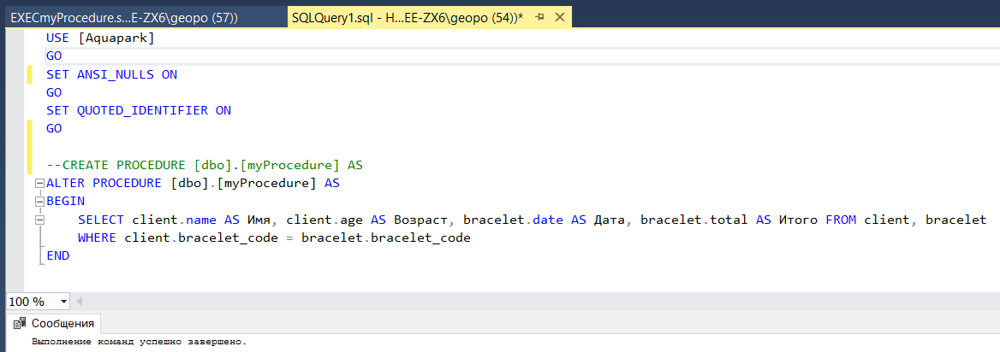 EXECmyProcedure.s...E-ZX6\geopo (57))
SQLQuery1.sql - H...EE-ZX6\geopo (54))*
USE [Aquapark]
GO
SET ANSI_NULLS ON
GO
SET QUOTED_IDENTIFIER ON
GO
--CREATE PROCEDURE [dbo].[myProcedure] AS
ALTER PROCEDURE [dbo].[myProcedure] AS
BEGIN
SELECT client.name AS Имя, client.age AS Возраст, bracelet.date AS Дата, bracelet.total AS Итого FROM client, bracelet
WHERE client.bracelet_code = bracelet.bracelet_code
END
100 %
Сообщения
Выполнение команд успешно завершено.